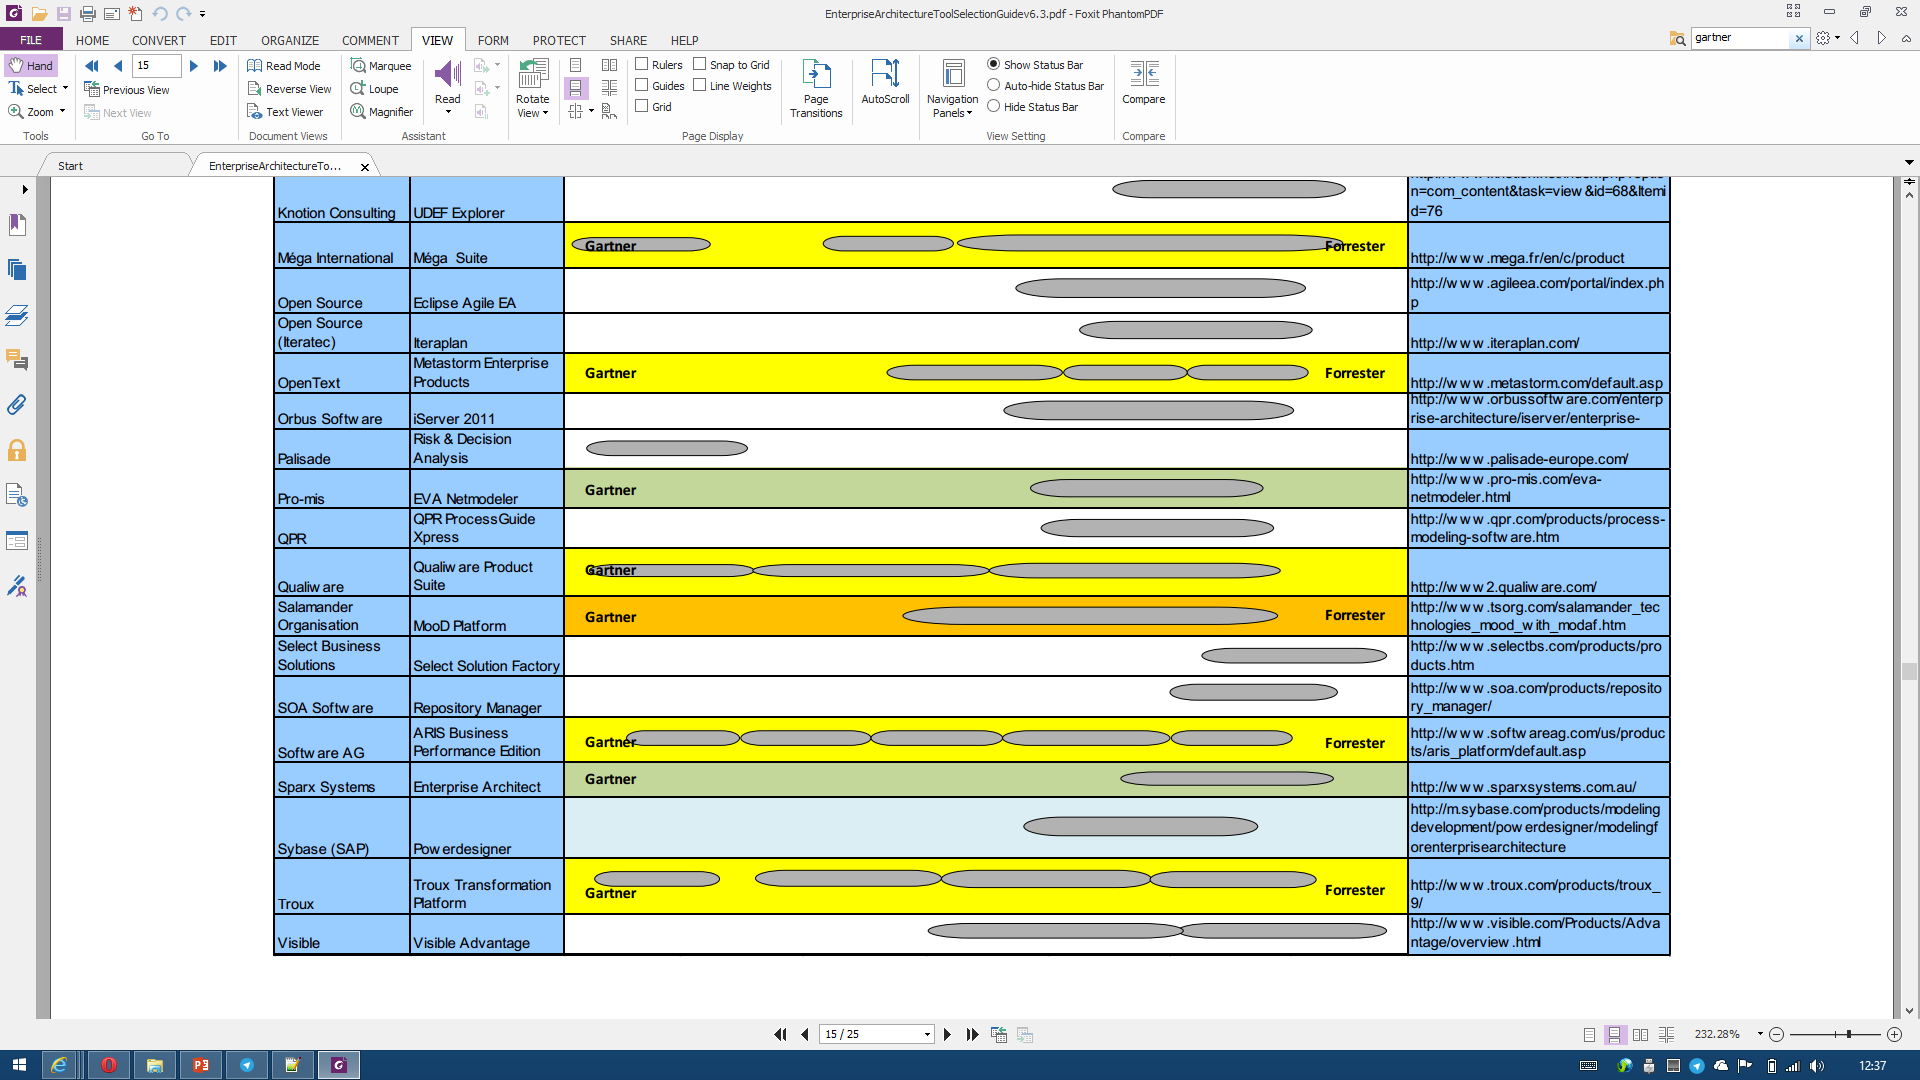 EnterpriseArchitectureToolSelectionGuidev6.3.pdf - Foxit PhantomPDF
FILE HOME CONVERT EDIT ORGANIZE COMMENT VIEW FORM PROTECT SHARE HELP
gartner
Hand
Select
Zoom
Tools
15
Previous View
Next View
Go To
Read Mode
Reverse View
Text Viewer
Document Views
Marquee
Loupe
Magnifier
Assistant
Read
Rotate
View
Rulers
Guides
Grid
Snap to Grid
Line Weights
Page Display
Page
Transitions
AutoScroll
Navigation
Panels
Show Status Bar
Auto-hide Status Bar
Hide Status Bar
View Setting
Compare
Compare
Start
EnterpriseArchitectureTo...
Knotion Consulting
UDEF Explorer
n=com_content&task=view&id=68&Itemi
d=76
Méga International
Méga Suite
Gartner
Forrester
http://www.mega.fr/en/c/product
Open Source
Eclipse Agile EA
http://www.agileea.com/portal/index.ph
p
Open Source
(Iteratec)
Iteraplan
http://www.iteraplan.com/
OpenText
Metastorm Enterprise
Products
Gartner
Forrester
http://www.metastorm.com/default.asp
Orbus Software
iServer 2011
http://www.orbussoftware.com/enterp
rise-architecture/iserver/enterprise-
Palisade
Risk & Decision
Analysis
http://www.palisade-europe.com/
Pro-mis
EVA Netmodeler
Gartner
http://www.pro-mis.com/eva-
netmodeler.html
QPR
QPR ProcessGuide
Xpress
http://www.qpr.com/products/process-
modeling-software.htm
Qualiware
Qualiware Product
Suite
Gartner
http://www2.qualiware.com/
Salamander
Organisation
MooD Platform
Gartner
Forrester
http://www.tsorg.com/salamander_tec
hnologies_mood_with_modaf.htm
Select Business
Solutions
Select Solution Factory
http://www.selectbs.com/products/pro
ducts.htm
SOA Software
Repository Manager
http://www.soa.com/products/reposito
ry_manager/
Software AG
ARIS Business
Performance Edition
Gartner
Forrester
http://www.softwareag.com/us/produc
ts/aris_platform/default.asp
Sparx Systems
Enterprise Architect
Gartner
http://www.sparxsystems.com.au/
Sybase (SAP)
Powerdesigner
http://m.sybase.com/products/modeling
development/powerdesigner/modelingf
orenterprisearchitecture
Troux
Troux Transformation
Platform
Gartner
Forrester
http://www.troux.com/products/troux_
9/
Visible
Visible Advantage
http://www.visible.com/Products/Adva
ntage/overview.html
15 / 25
232.28%
12:37